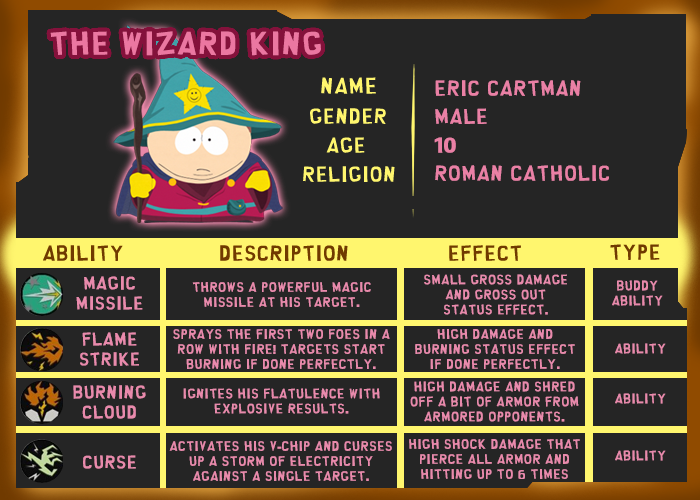 THE WIZARD KING
NAME ERIC CARTMAN
GENDER MALE
AGE 10
RELIGION ROMAN CATHOLIC
ABILITY DESCRIPTION EFFECT TYPE
MAGIC
MISSILE
THROWS A POWERFUL MAGIC
MISSILE AT HIS TARGET.
SMALL GROSS DAMAGE
AND GROSS OUT
STATUS EFFECT.
BUDDY
ABILITY
FLAME
STRIKE
SPRAYS THE FIRST TWO FOES IN A
ROW WITH FIRE! TARGETS START
BURNING IF DONE PERFECTLY.
HIGH DAMAGE AND
BURNING STATUS EFFECT
IF DONE PERFECTLY.
ABILITY
BURNING
CLOUD
IGNITES HIS FLATULENCE WITH
EXPLOSIVE RESULTS.
HIGH DAMAGE AND SHRED
OFF A BIT OF ARMOR FROM
ARMORED OPPONENTS.
ABILITY
CURSE
ACTIVATES HIS V-CHIP AND CURSES
UP A STORM OF ELECTRICITY
AGAINST A SINGLE TARGET.
HIGH SHOCK DAMAGE THAT
PIERCE ALL ARMOR AND
HITTING UP TO 6 TIMES
ABILITY